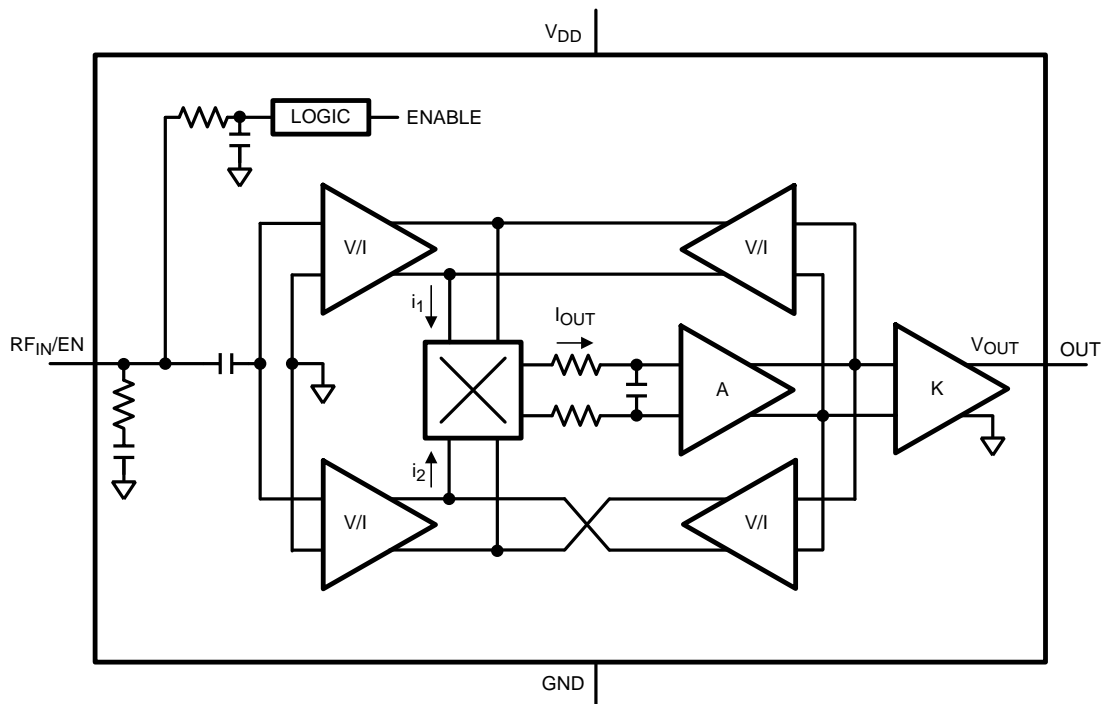 VDD
LOGIC
ENABLE
V/I
V/I
i1
IOUT
RFIN/EN
VOUT
OUT
A
K
i2
V/I
V/I
GND